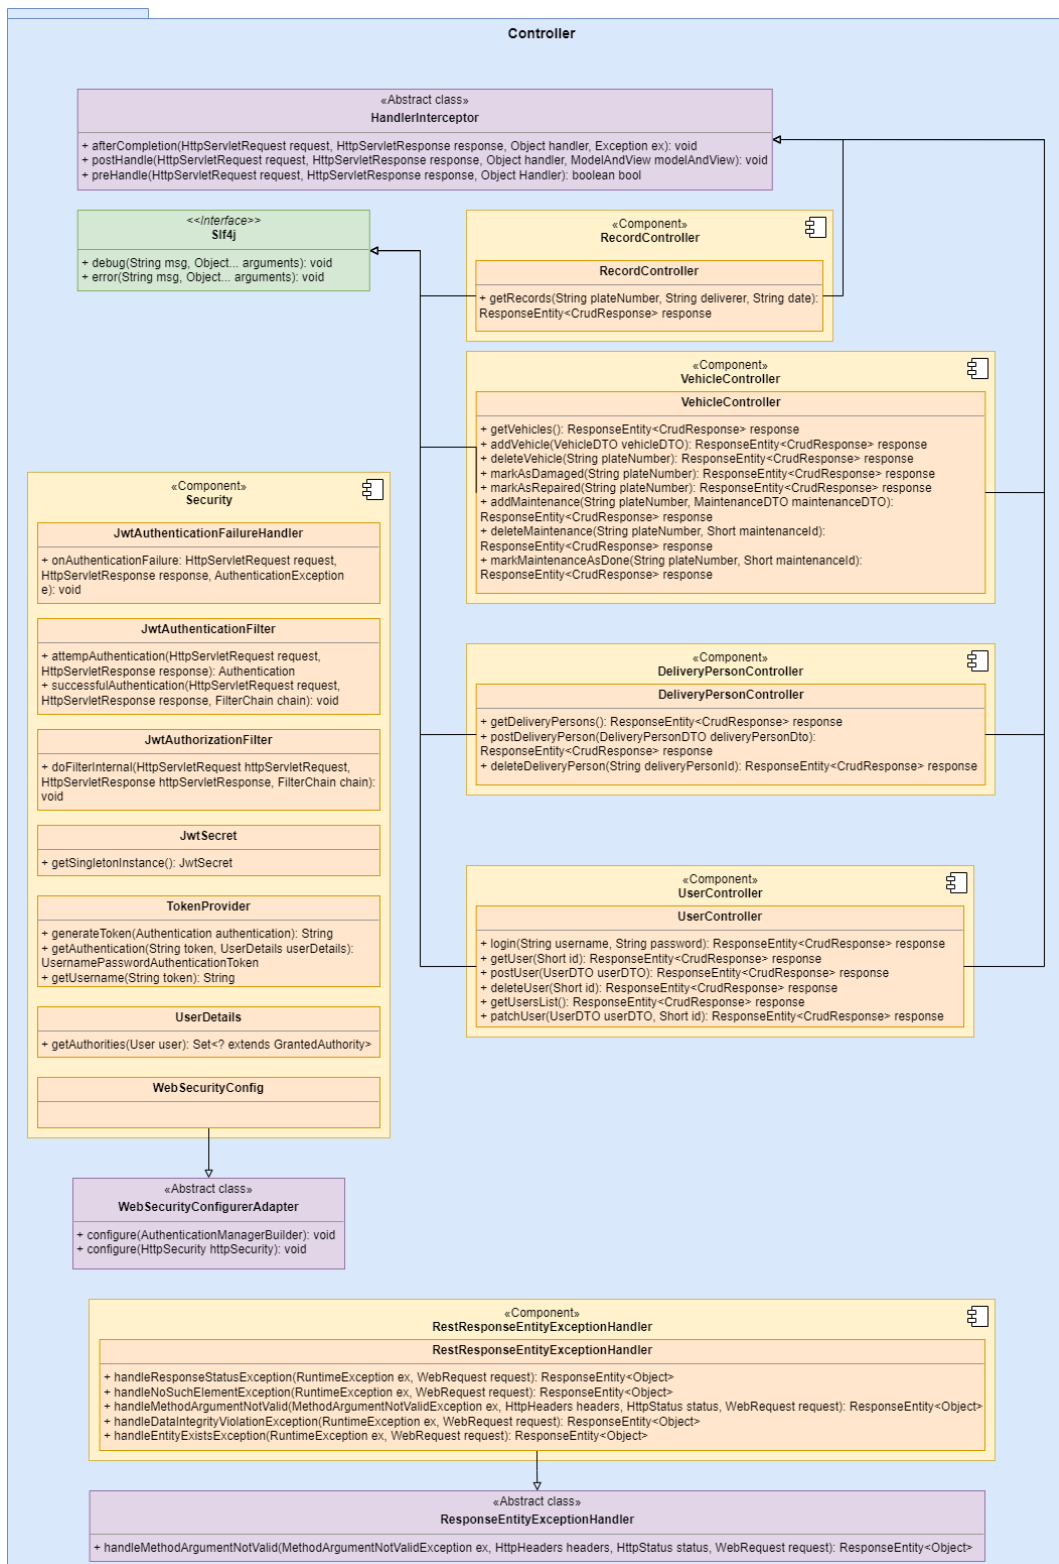 Controller
«Abstract class»
HandlerInterceptor
+ afterCompletion(HttpServletRequest request, HttpServletResponse response, Object handler, Exception ex): void
+ postHandle(HttpServletRequest request, HttpServletResponse response, Object handler, ModelAndView modelAndView): void
+ preHandle(HttpServletRequest request, HttpServletResponse response, Object Handler): boolean bool
<<Interface>>
Slf4j
+ debug(String msg, Object... arguments): void
+ error(String msg, Object... arguments): void
«Component»
RecordController
RecordController
+ getRecords(String plateNumber, String deliverer, String date):
ResponseEntity<CrudResponse> response
«Component»
VehicleController
VehicleController
+ getVehicles(): ResponseEntity<CrudResponse> response
+ addVehicle(VehicleDTO vehicleDTO): ResponseEntity<CrudResponse> response
+ deleteVehicle(String plateNumber): ResponseEntity<CrudResponse> response
+ markAsDamaged(String plateNumber): ResponseEntity<CrudResponse> response
+ markAsRepaired(String plateNumber): ResponseEntity<CrudResponse> response
+ addMaintenance(String plateNumber, MaintenanceDTO maintenanceDTO):
ResponseEntity<CrudResponse> response
+ deleteMaintenance(String plateNumber, Short maintenanceId):
ResponseEntity<CrudResponse> response
+ markMaintenanceAsDone(String plateNumber, Short maintenanceId):
ResponseEntity<CrudResponse> response
«Component»
Security
JwtAuthenticationFailureHandler
+ onAuthenticationFailure: HttpServletRequest request,
HttpServletResponse response, AuthenticationException
e): void
JwtAuthenticationFilter
+ attempAuthentication(HttpServletRequest request,
HttpServletResponse response): Authentication
+ successfulAuthentication(HttpServletRequest request,
HttpServletResponse response, FilterChain chain): void
JwtAuthorizationFilter
+ doFilterInternal(HttpServletRequest httpServletRequest,
HttpServletResponse httpServletResponse, FilterChain chain):
void
JwtSecret
+ getSingletonInstance(): JwtSecret
TokenProvider
+ generateToken(Authentication authentication): String
+ getAuthentication(String token, UserDetails userDetails):
UsernamePasswordAuthenticationToken
+ getUsername(String token): String
UserDetails
+ getAuthorities(User user): Set<? extends GrantedAuthority>
WebSecurityConfig
«Component»
DeliveryPersonController
DeliveryPersonController
+ getDeliveryPersons(): ResponseEntity<CrudResponse> response
+ postDeliveryPerson(DeliveryPersonDTO deliveryPersonDto):
ResponseEntity<CrudResponse> response
+ deleteDeliveryPerson(String deliveryPersonId): ResponseEntity<CrudResponse> response
«Component»
UserController
UserController
+ login(String username, String password): ResponseEntity<CrudResponse> response
+ getUser(Short id): ResponseEntity<CrudResponse> response
+ postUser(UserDTO userDTO): ResponseEntity<CrudResponse> response
+ deleteUser(Short id): ResponseEntity<CrudResponse> response
+ getUsersList(): ResponseEntity<CrudResponse> response
+ patchUser(UserDTO userDTO, Short id): ResponseEntity<CrudResponse> response
«Abstract class»
WebSecurityConfigurerAdapter
+ configure(AuthenticationManagerBuilder): void
+ configure(HttpSecurity httpSecurity): void
«Component»
RestResponseEntityExceptionHandler
RestResponseEntityExceptionHandler
+ handleResponseStatusException(RuntimeException ex, WebRequest request): ResponseEntity<Object>
+ handleNoSuchElementException(RuntimeException ex, WebRequest request): ResponseEntity<Object>
+ handleMethodArgumentNotValid(MethodArgumentNotValidException ex, HttpHeaders headers, HttpStatus status, WebRequest request): ResponseEntity<Object>
+ handleDataIntegrityViolationException(RuntimeException ex, WebRequest request): ResponseEntity<Object>
+ handleEntityExistsException(RuntimeException ex, WebRequest request): ResponseEntity<Object>
«Abstract class»
ResponseEntityExceptionHandler
+ handleMethodArgumentNotValid(MethodArgumentNotValidException ex, HttpHeaders headers, HttpStatus status, WebRequest request): ResponseEntity<Object>